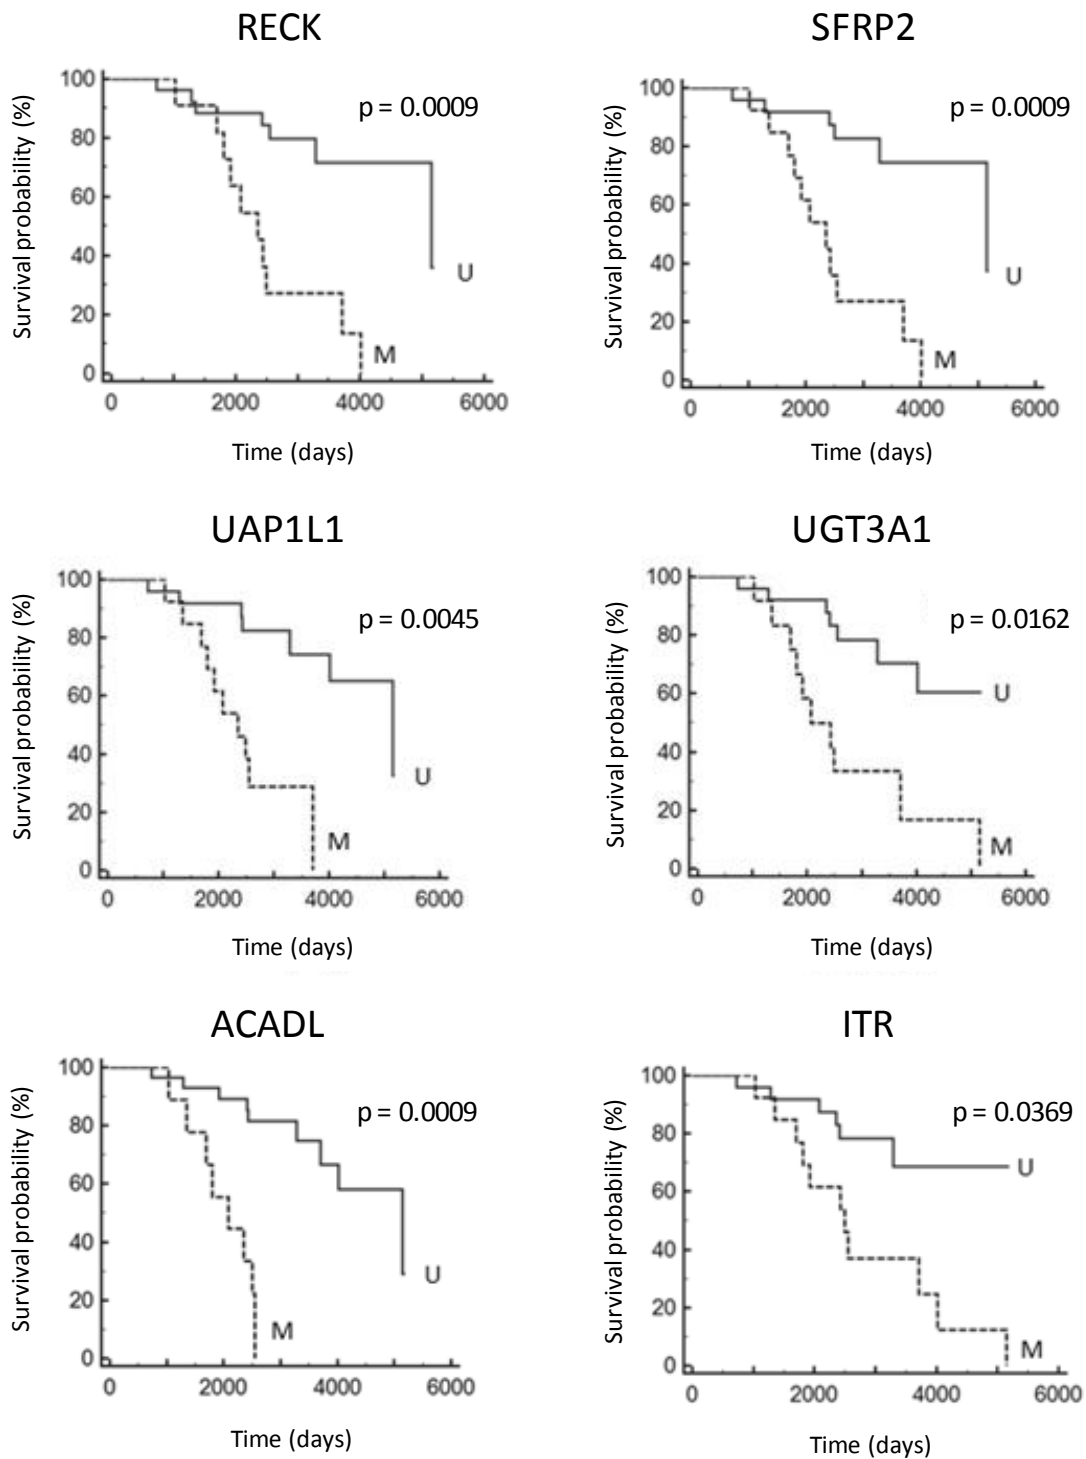 RECK
Survival probability (%)
100
80
60
40
20
0
p = 0.0009
U
M
0 2000 4000 6000
Time (days)
SFRP2
Survival probability (%)
100
80
60
40
20
0
p = 0.0009
U
M
0 2000 4000 6000
Time (days)
UAP1L1
Survival probability (%)
100
80
60
40
20
0
p = 0.0045
U
M
0 2000 4000 6000
Time (days)
UGT3A1
Survival probability (%)
100
80
60
40
20
0
p = 0.0162
U
M
0 2000 4000 6000
Time (days)
ACADL
Survival probability (%)
100
80
60
40
20
0
p = 0.0009
U
M
0 2000 4000 6000
Time (days)
ITR
Survival probability (%)
100
80
60
40
20
0
p = 0.0369
U
M
0 2000 4000 6000
Time (days)